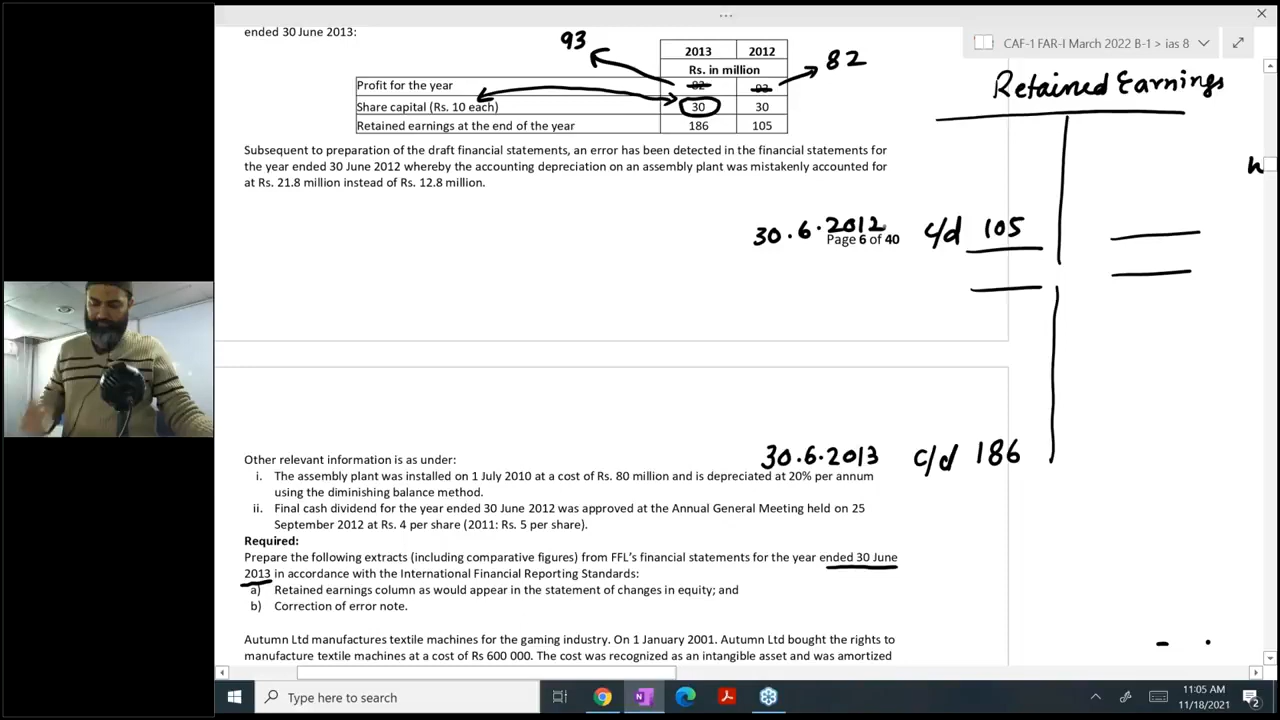 CAF-1 FAR-I March 2022 B-1 > ias 8
ended 30 June 2013:
93
82
2013 2012
Rs. in million
Profit for the year
Share capital (Rs. 10 each) 30 30
Retained earnings at the end of the year 186 105
Retained Earnings
Subsequent to preparation of the draft financial statements, an error has been detected in the financial statements for
the year ended 30 June 2012 whereby the accounting depreciation on an assembly plant was mistakenly accounted for
at Rs. 21.8 million instead of Rs. 12.8 million.
30.6.2012 c/d 105
Page 6 of 40
30.6.2013 c/d 186
Other relevant information is as under:
i. The assembly plant was installed on 1 July 2010 at a cost of Rs. 80 million and is depreciated at 20% per annum
using the diminishing balance method.
ii. Final cash dividend for the year ended 30 June 2012 was approved at the Annual General Meeting held on 25
September 2012 at Rs. 4 per share (2011: Rs. 5 per share).
Required:
Prepare the following extracts (including comparative figures) from FFL's financial statements for the year ended 30 June
2013 in accordance with the International Financial Reporting Standards:
a) Retained earnings column as would appear in the statement of changes in equity; and
b) Correction of error note.
Autumn Ltd manufactures textile machines for the gaming industry. On 1 January 2001. Autumn Ltd bought the rights to
manufacture textile machines at a cost of Rs 600 000. The cost was recognized as an intangible asset and was amortized
Type here to search
11:05 AM
11/18/2021
2